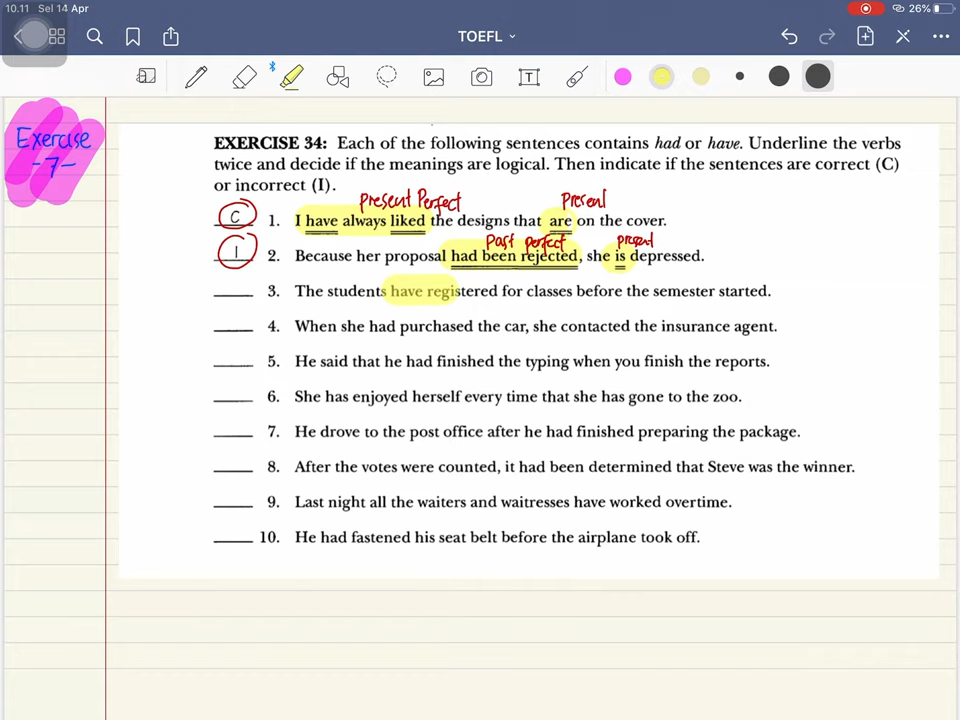 10.11 Sel 14 Apr
26%
TOEFL
T
Exercise
-7-
EXERCISE 34: Each of the following sentences contains had or have. Underline the verbs
twice and decide if the meanings are logical. Then indicate if the sentences are correct (C)
or incorrect (I).
present Perfect present
C 1. I have always liked the designs that are on the cover.
Past perfect present
I 2. Because her proposal had been rejected, she is depressed.
_____ 3. The students have registered for classes before the semester started.
_____ 4. When she had purchased the car, she contacted the insurance agent.
_____ 5. He said that he had finished the typing when you finish the reports.
_____ 6. She has enjoyed herself every time that she has gone to the zoo.
_____ 7. He drove to the post office after he had finished preparing the package.
_____ 8. After the votes were counted, it had been determined that Steve was the winner.
_____ 9. Last night all the waiters and waitresses have worked overtime.
_____ 10. He had fastened his seat belt before the airplane took off.